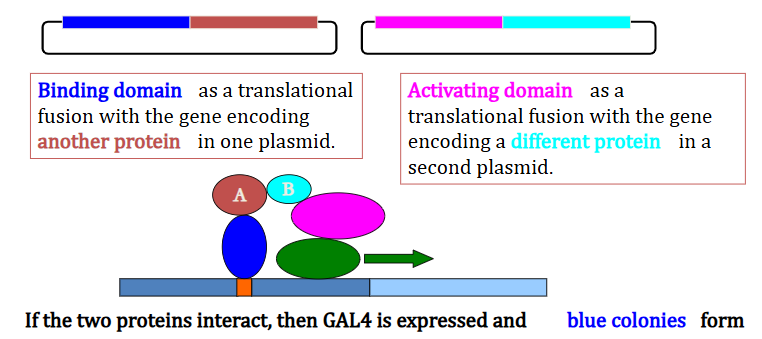 Binding domain as a translational
fusion with the gene encoding
another protein in one plasmid.
Activating domain as a
translational fusion with the gene
encoding a different protein in a
second plasmid.
A
B
If the two proteins interact, then GAL4 is expressed and blue colonies form